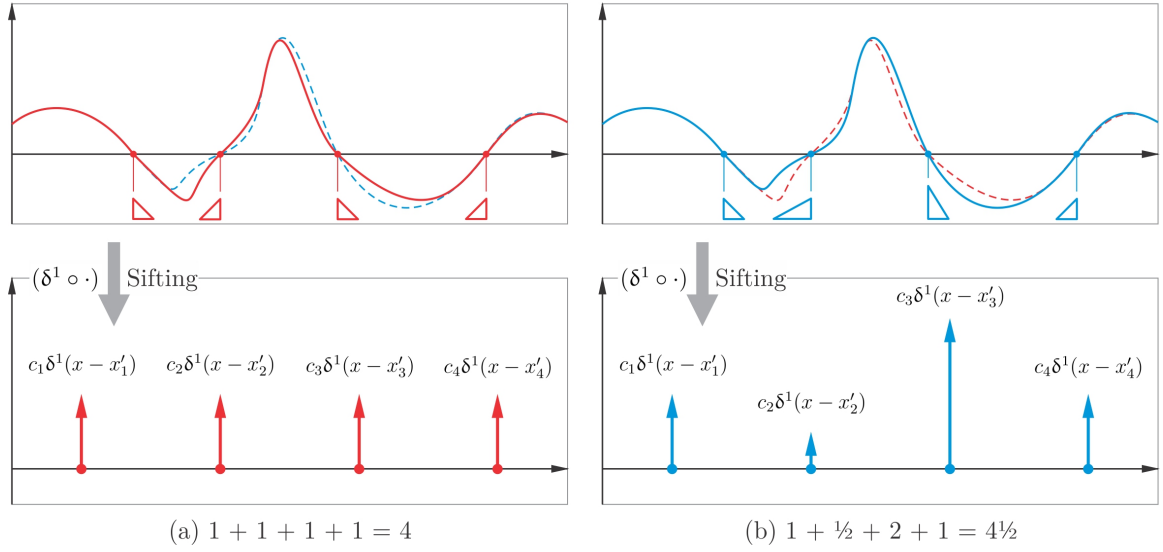 (δ¹ ∘ ·) Sifting
c₁δ¹(x − x′₁) c₂δ¹(x − x′₂) c₃δ¹(x − x′₃) c₄δ¹(x − x′₄)
(a) 1 + 1 + 1 + 1 = 4
(δ¹ ∘ ·) Sifting
c₃δ¹(x − x′₃)
c₁δ¹(x − x′₁) c₄δ¹(x − x′₄)
c₂δ¹(x − x′₂)
(b) 1 + ½ + 2 + 1 = 4½